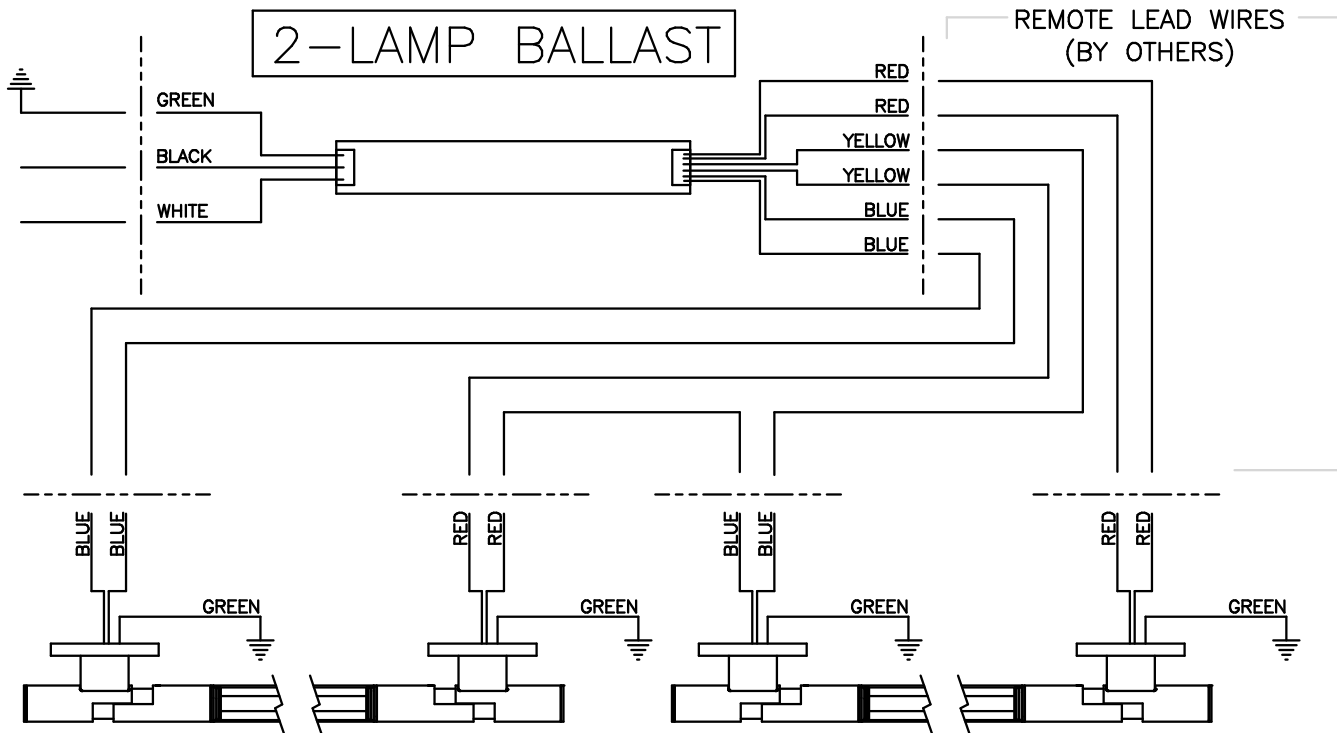 2-LAMP BALLAST
REMOTE LEAD WIRES
(BY OTHERS)
GREEN
BLACK
WHITE
RED
RED
YELLOW
YELLOW
BLUE
BLUE
BLUE
BLUE
RED
RED
BLUE
BLUE
RED
RED
GREEN
GREEN
GREEN
GREEN